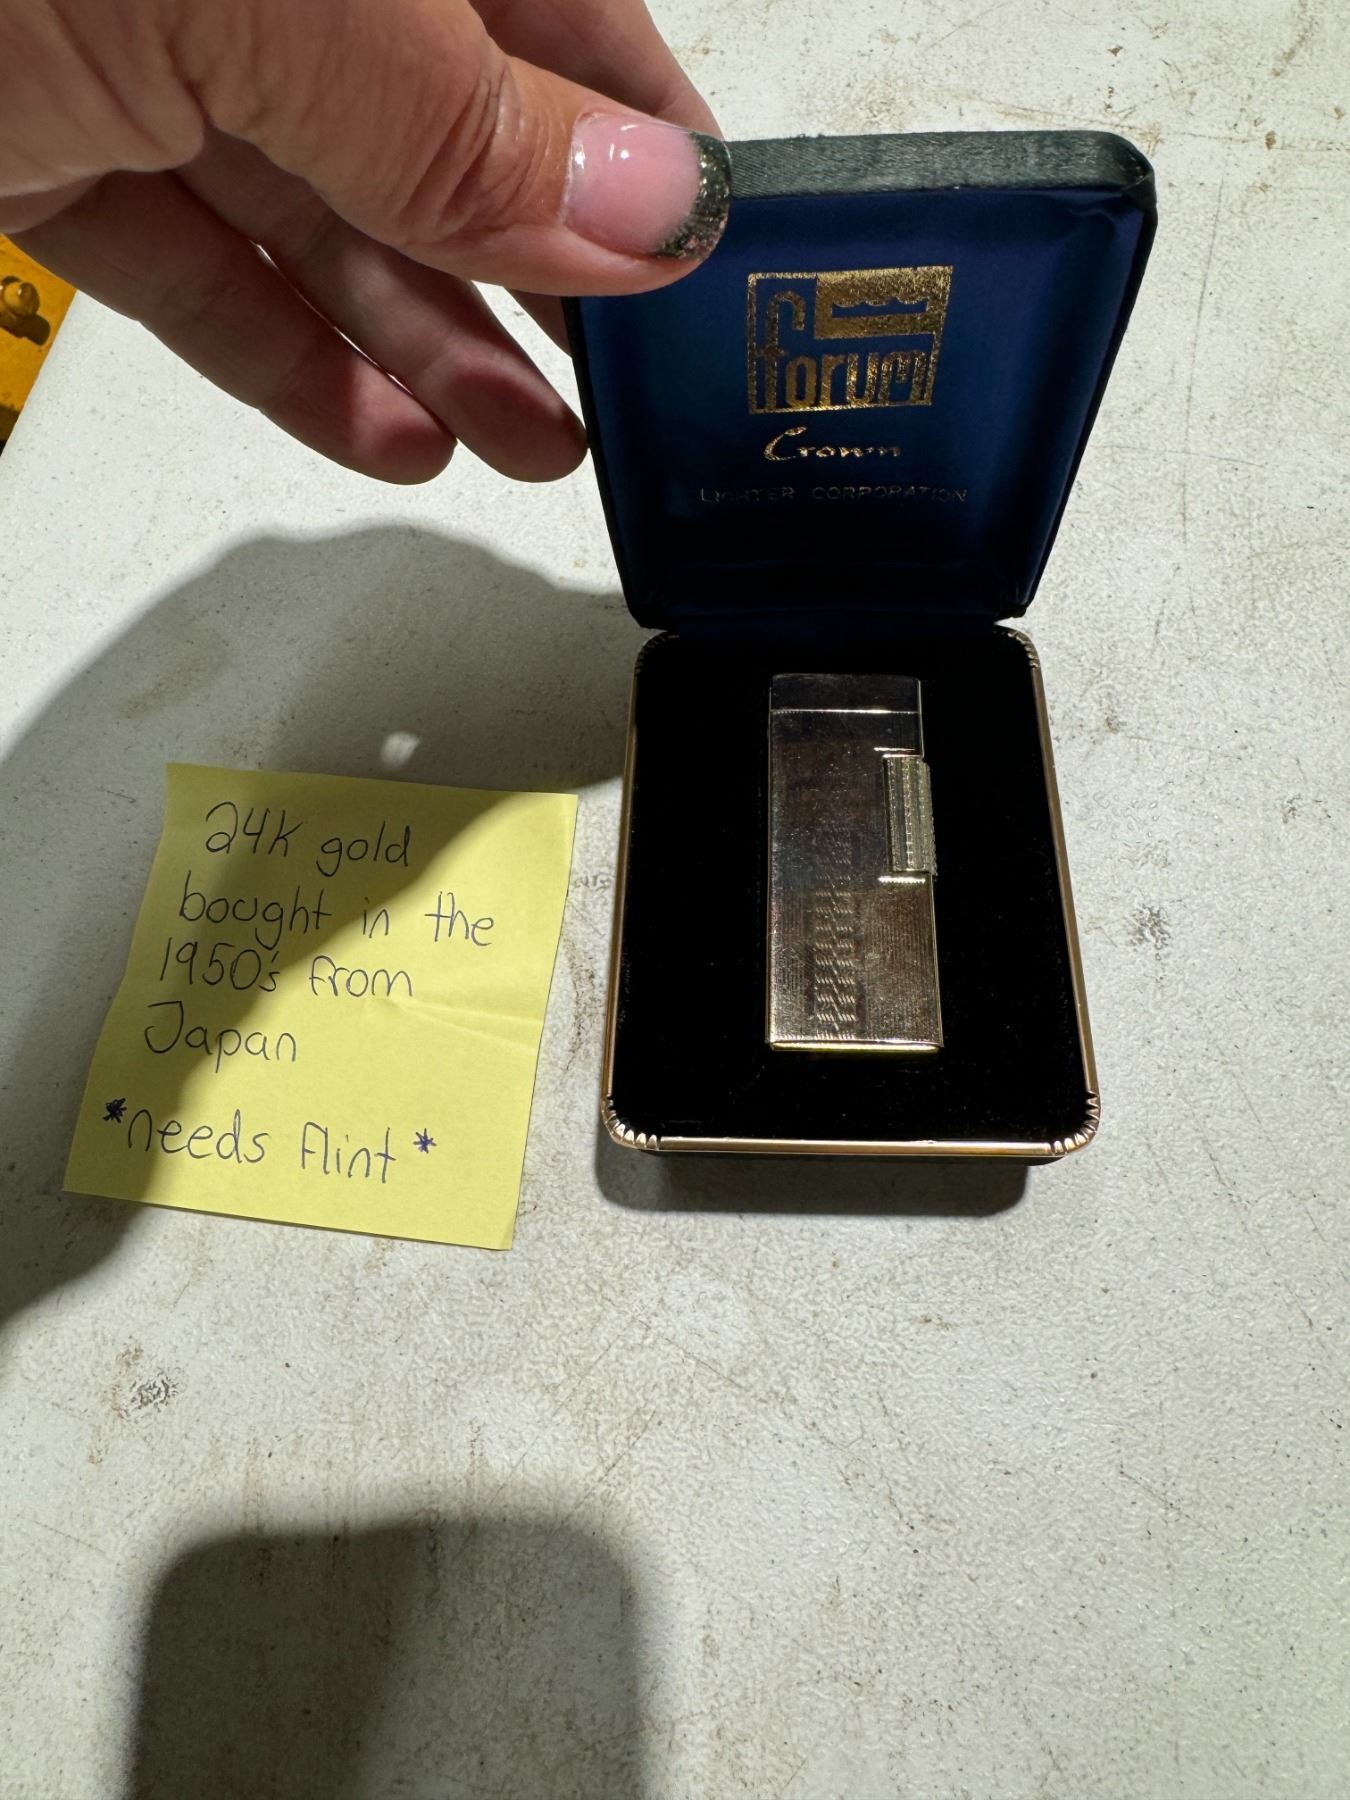 forum
Crown
LIGHTER CORPORATION
24K gold
bought in the
1950's from
Japan
*needs flint*